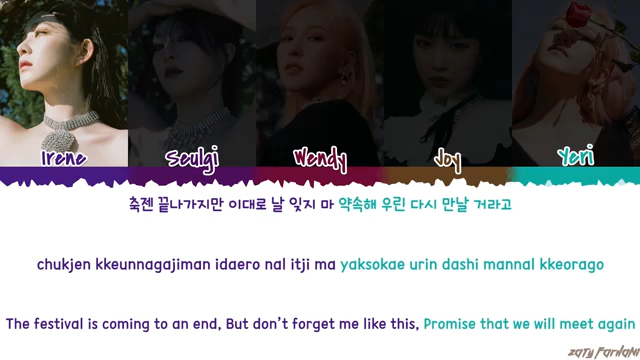 Irene Seulgi Wendy Joy Yeri
축젠 끝나가지만 이대로 날 잊지 마 약속해 우린 다시 만날 거라고
chukjen kkeunnagajiman idaero nal itji ma yaksokae urin dashi mannal kkeorago
The festival is coming to an end, But don't forget me like this, Promise that we will meet again
ZATY FARHANI